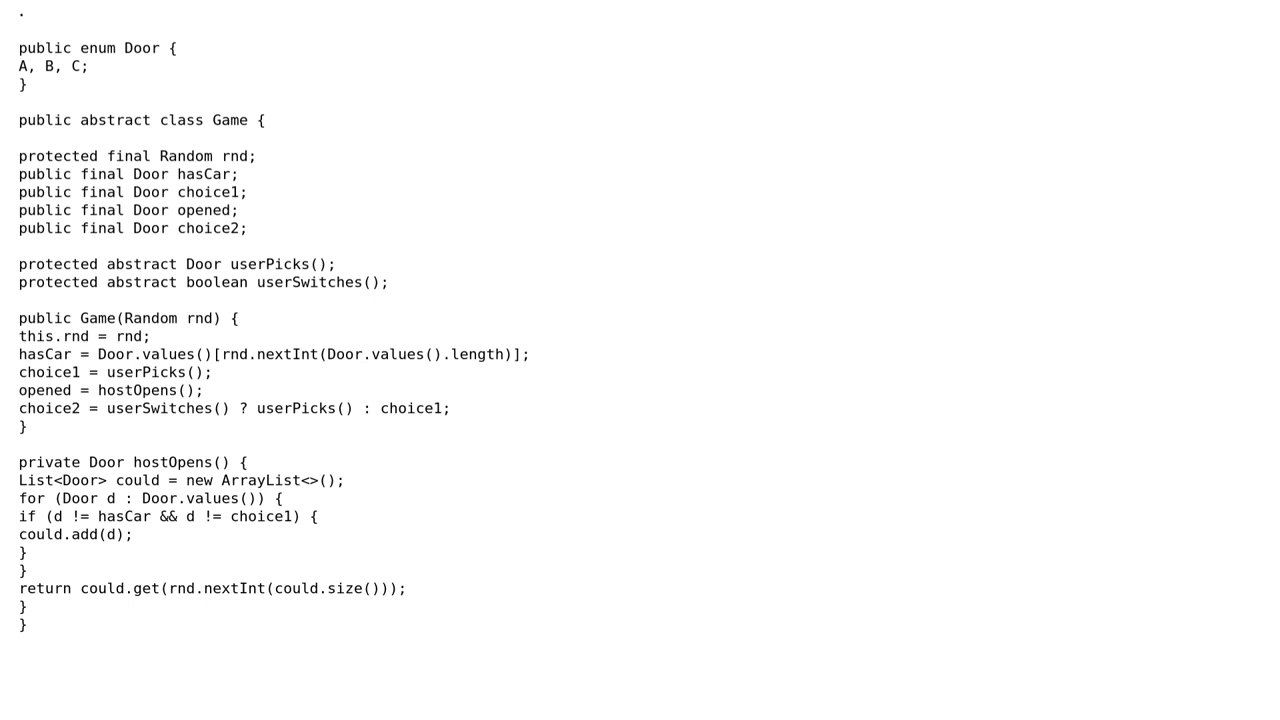 .
public enum Door {
A, B, C;
}
public abstract class Game {
protected final Random rnd;
public final Door hasCar;
public final Door choice1;
public final Door opened;
public final Door choice2;
protected abstract Door userPicks();
protected abstract boolean userSwitches();
public Game(Random rnd) {
this.rnd = rnd;
hasCar = Door.values()[rnd.nextInt(Door.values().length)];
choice1 = userPicks();
opened = hostOpens();
choice2 = userSwitches() ? userPicks() : choice1;
}
private Door hostOpens() {
List<Door> could = new ArrayList<>();
for (Door d : Door.values()) {
if (d != hasCar && d != choice1) {
could.add(d);
}
}
return could.get(rnd.nextInt(could.size()));
}
}